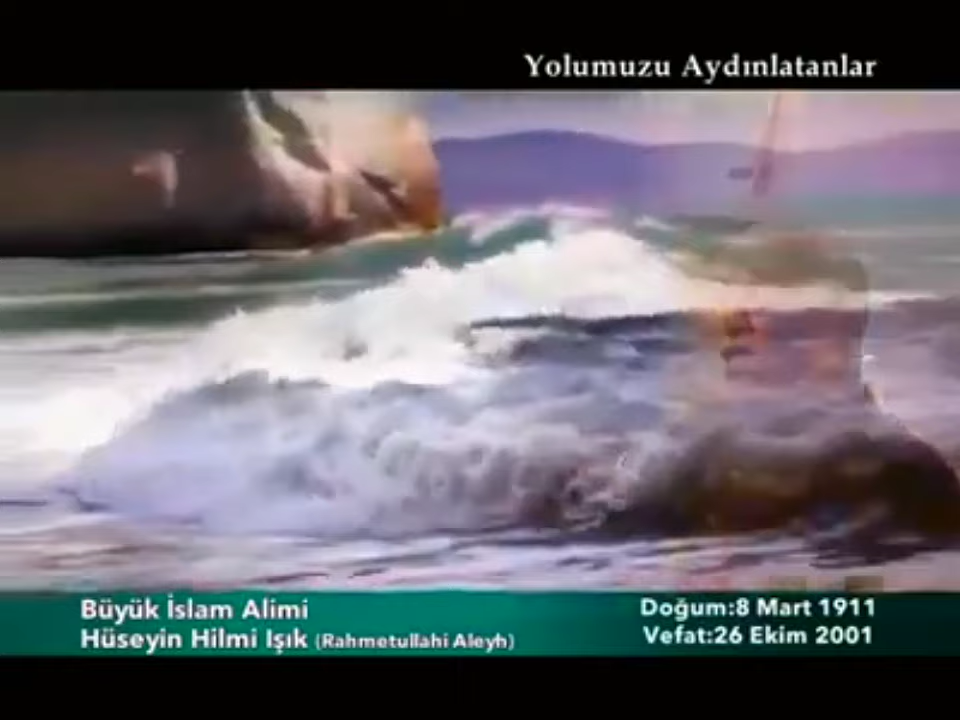 Yolumuzu Aydınlatanlar
Büyük İslam Alimi
Hüseyin Hilmi Işık (Rahmetullahi Aleyh)
Doğum:8 Mart 1911
Vefat:26 Ekim 2001